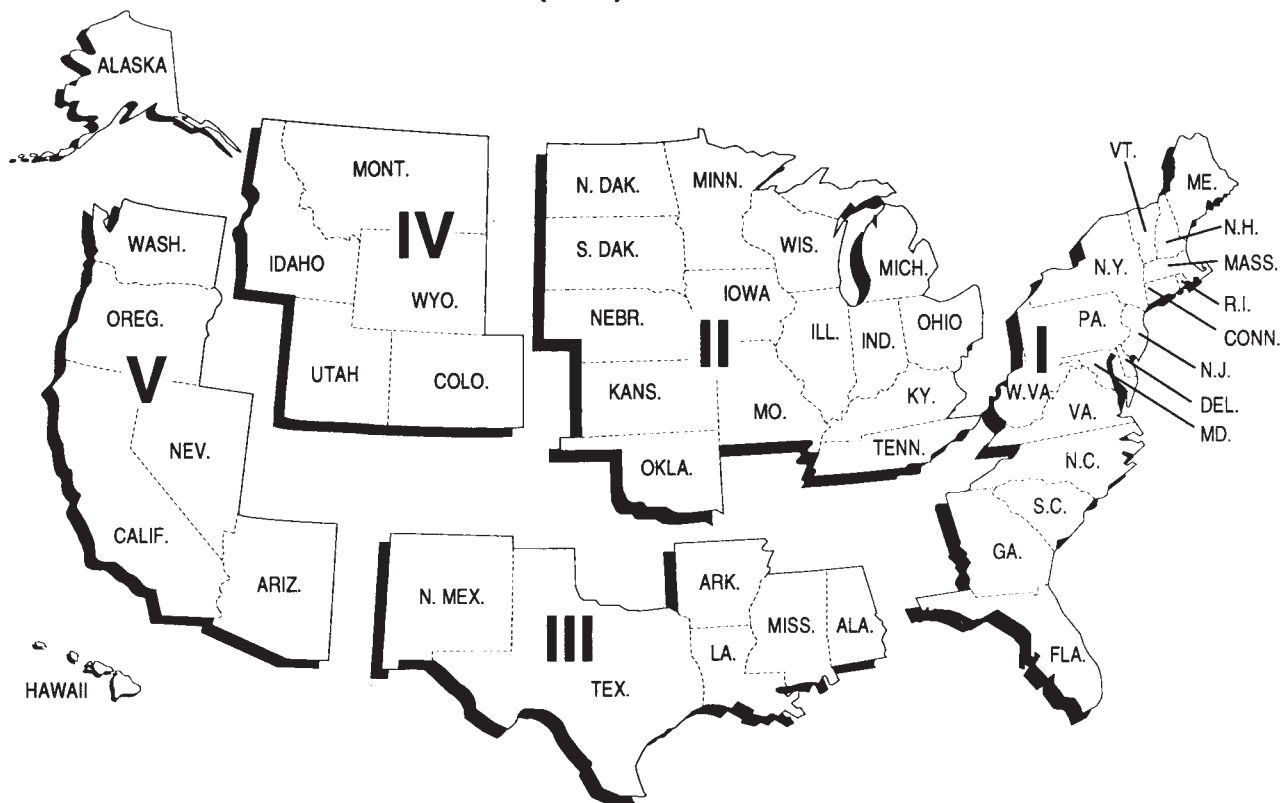 ALASKA
WASH.
OREG.
V
NEV.
CALIF.
ARIZ.
HAWAII
MONT.
IV
IDAHO
WYO.
UTAH
COLO.
N. DAK.
MINN.
S. DAK.
WIS.
MICH.
IOWA
NEBR.
II
ILL.
IND.
OHIO
KANS.
MO.
KY.
OKLA.
TENN.
N. MEX.
III
TEX.
ARK.
LA.
MISS.
ALA.
VT.
ME.
N.H.
MASS.
R.I.
CONN.
N.J.
DEL.
MD.
N.Y.
PA.
I
W.VA.
VA.
N.C.
S.C.
GA.
FLA.